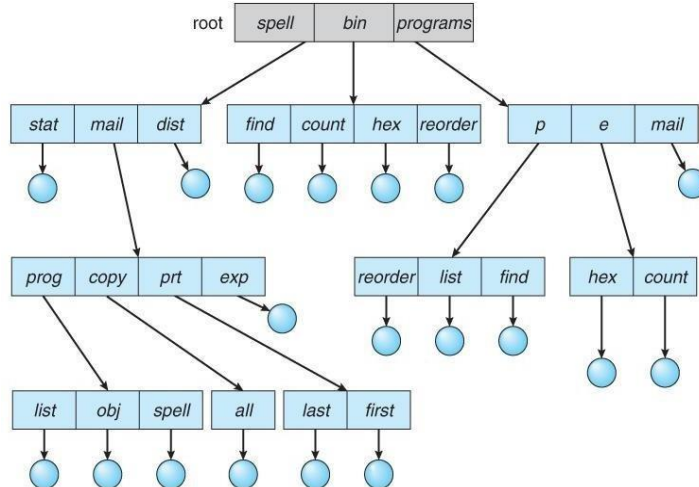 root spell bin programs
stat mail dist find count hex reorder p e mail
prog copy prt exp reorder list find hex count
list obj spell all last first